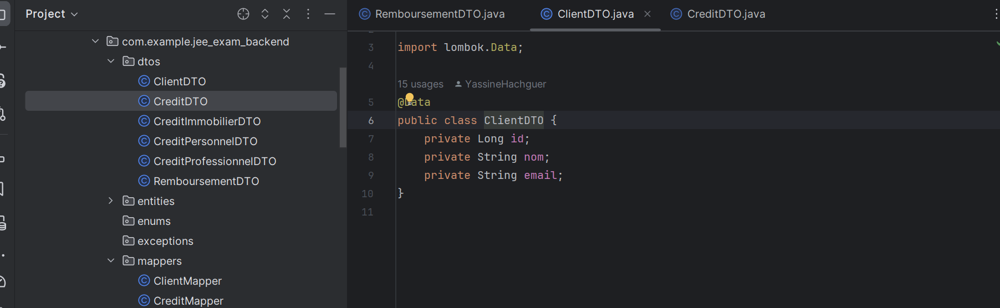 Project
com.example.jee_exam_backend
dtos
ClientDTO
CreditDTO
CreditImmobilierDTO
CreditPersonnelDTO
CreditProfessionnelDTO
RemboursementDTO
entities
enums
exceptions
mappers
ClientMapper
CreditMapper
RemboursementDTO.java ClientDTO.java CreditDTO.java
3 import lombok.Data;
4
15 usages YassineHachguer
5 @Data
6 public class ClientDTO {
7 private Long id;
8 private String nom;
9 private String email;
10 }
11